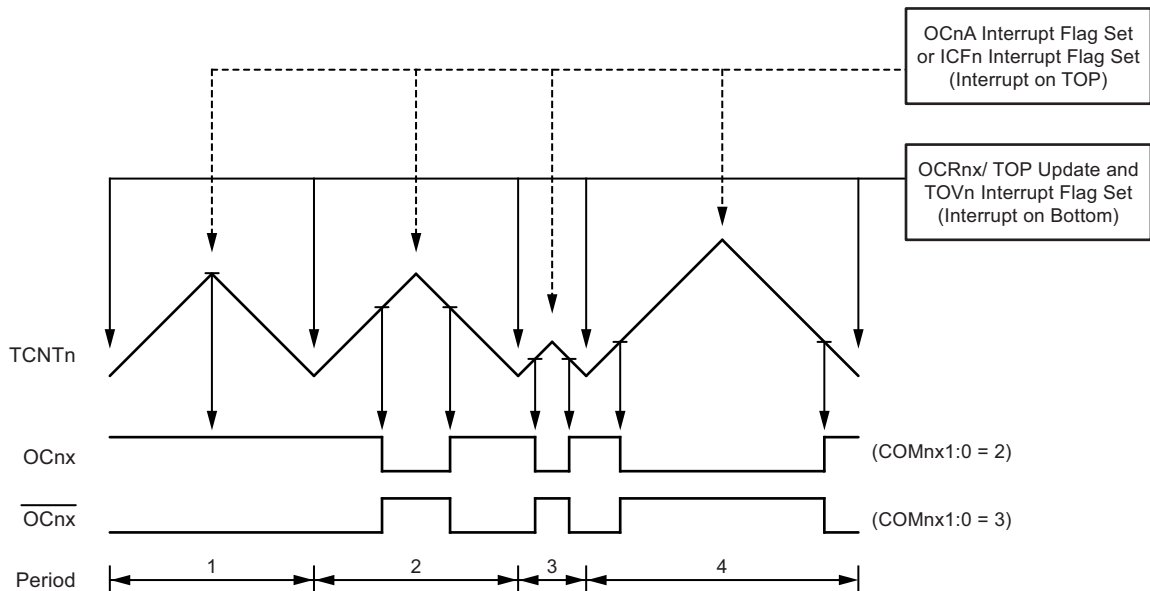 OCnA Interrupt Flag Set
or ICFn Interrupt Flag Set
(Interrupt on TOP)
OCRnx/ TOP Update and
TOVn Interrupt Flag Set
(Interrupt on Bottom)
TCNTn
OCnx
(COMnx1:0 = 2)
OCnx
(COMnx1:0 = 3)
Period
1
2
3
4